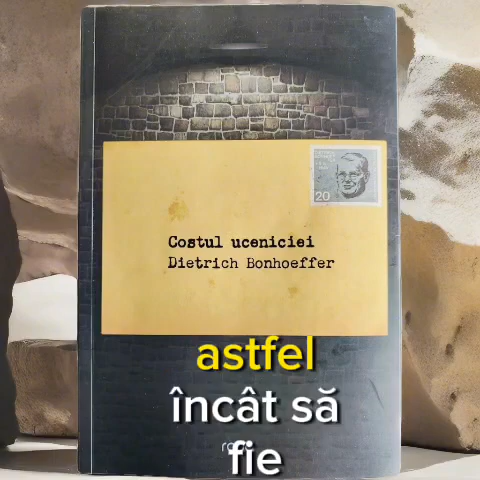 20
Costul uceniciei
Dietrich Bonhoeffer
astfel
încât să
fie